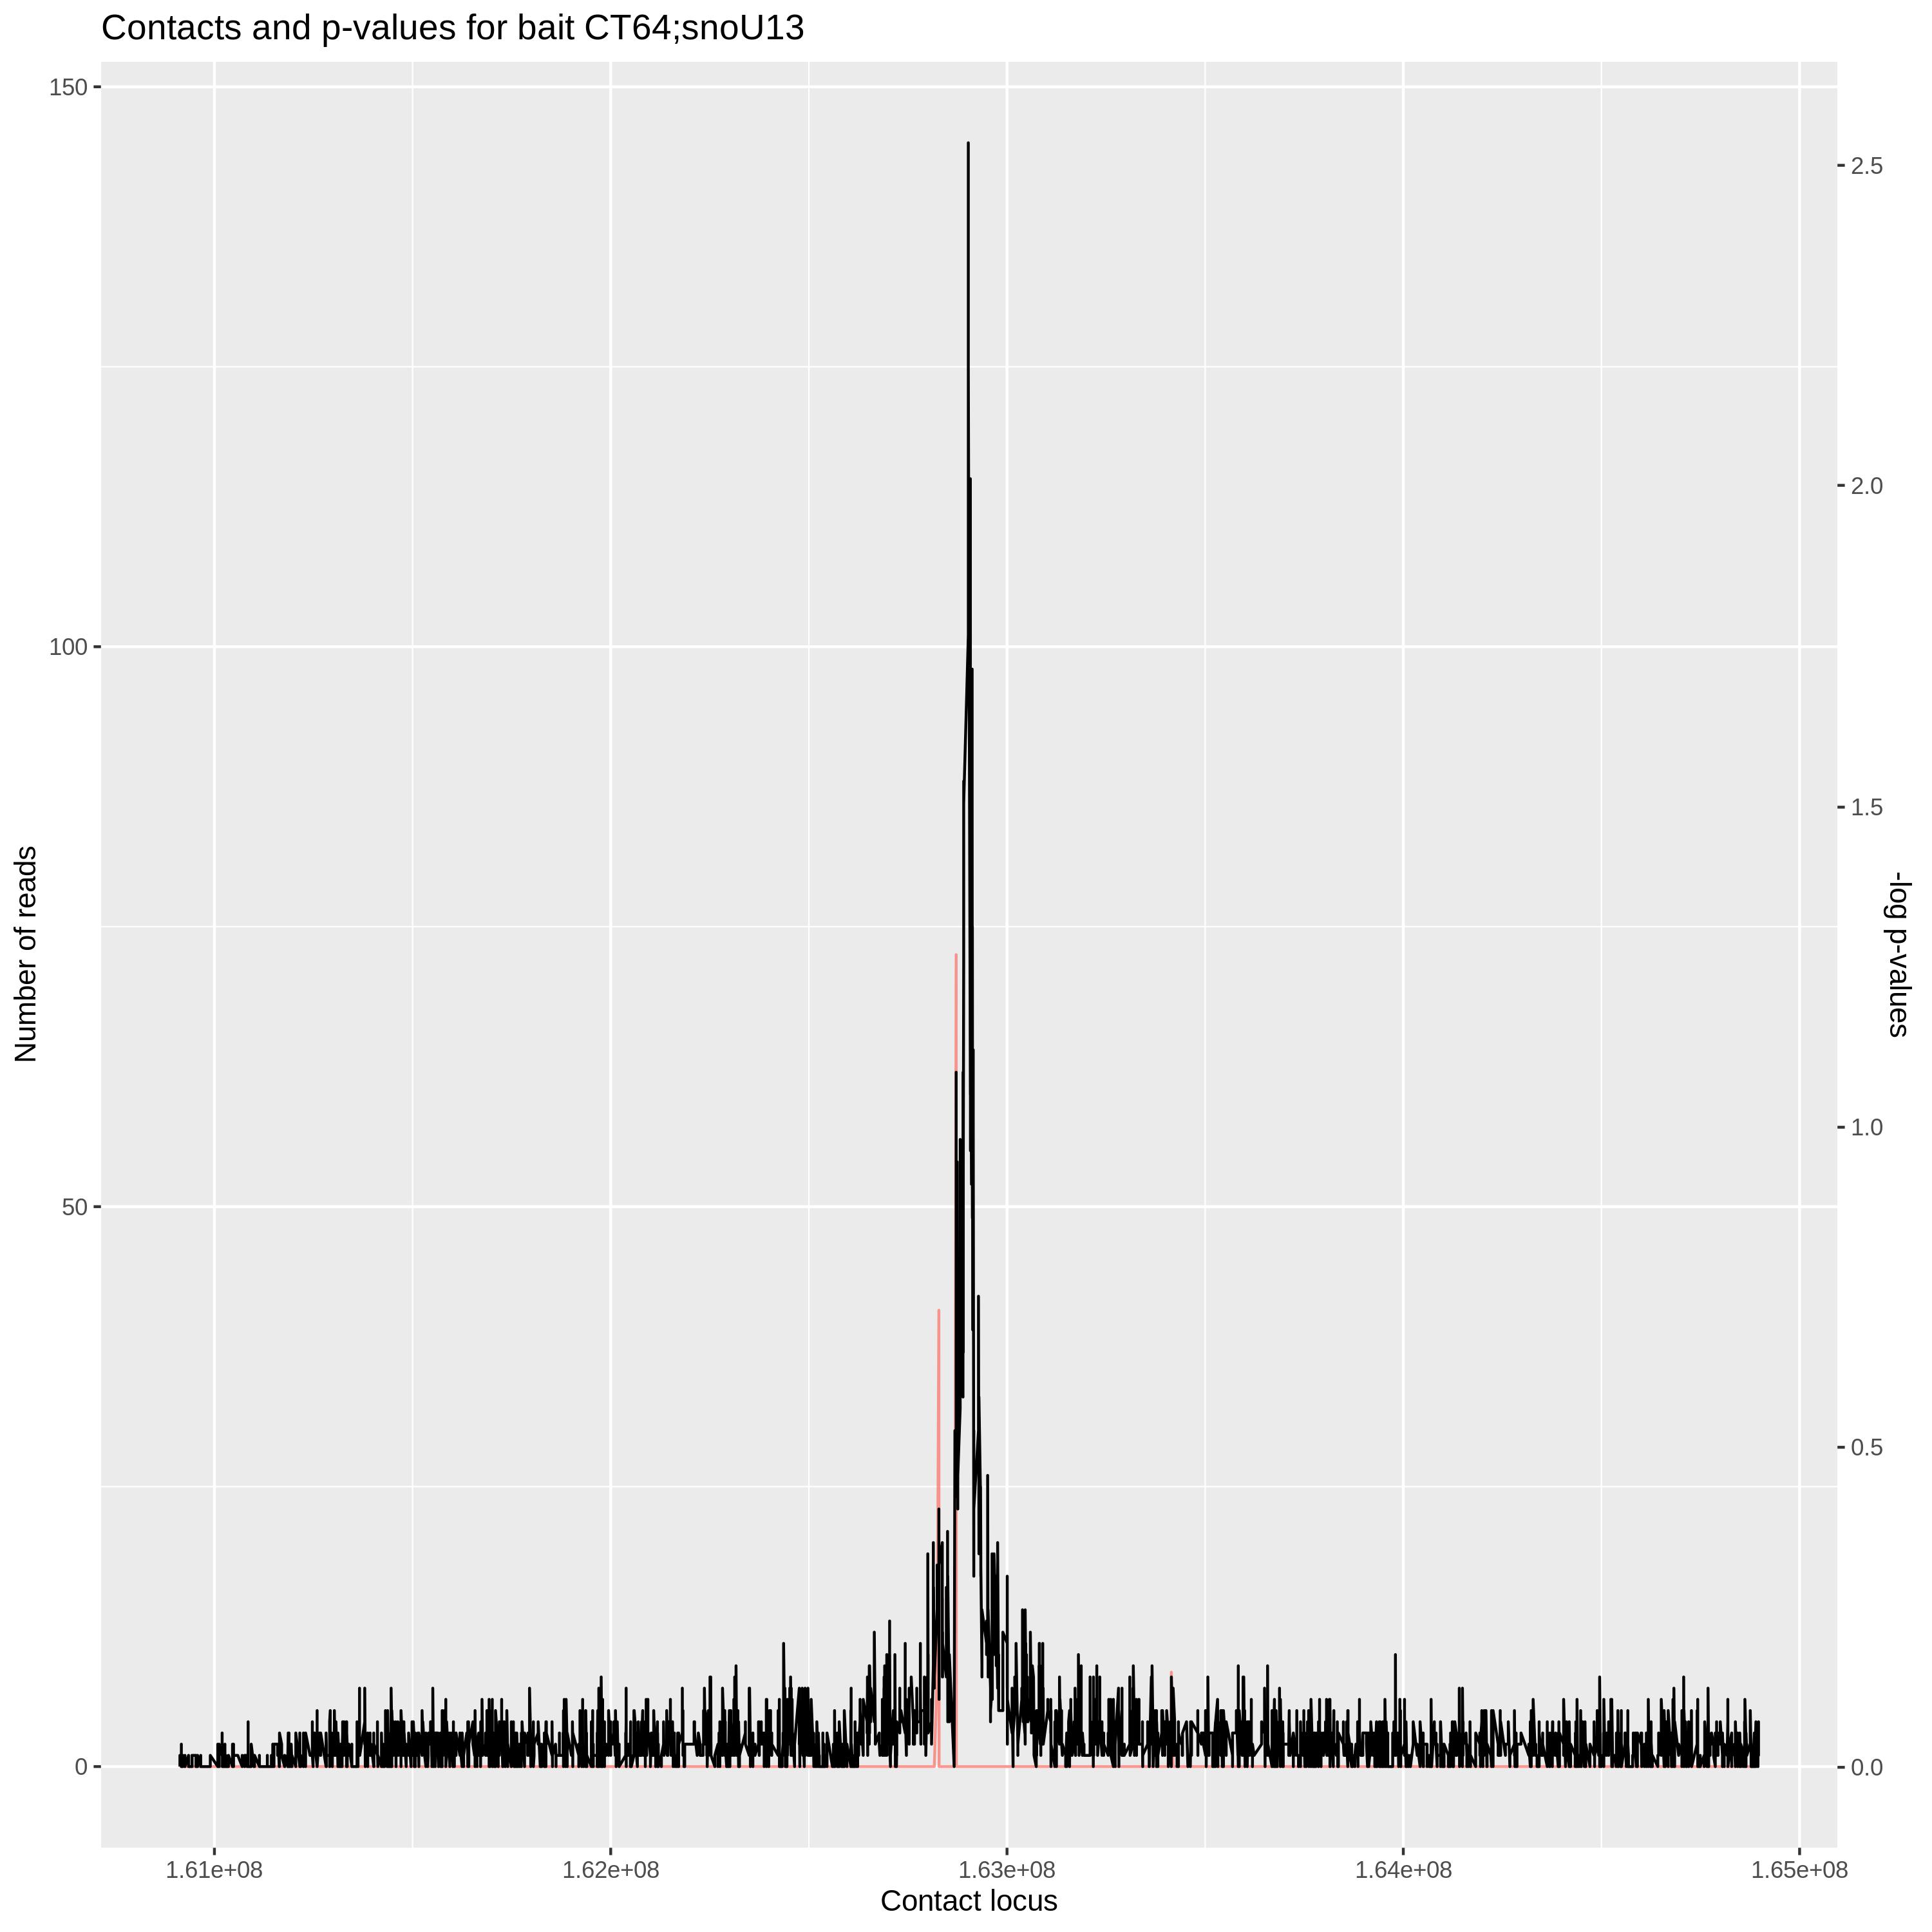 Contacts and p-values for bait CT64;snoU13
150
100
50
0
Number of reads
2.5
2.0
1.5
1.0
0.5
0.0
-log p-values
1.61e+08
1.62e+08
1.63e+08
1.64e+08
1.65e+08
Contact locus